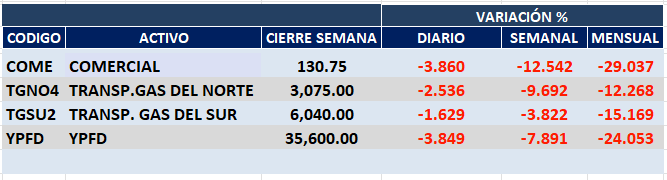 VARIACIÓN %
CODIGO ACTIVO CIERRE SEMANA DIARIO SEMANAL MENSUAL
COME COMERCIAL 130.75 -3.860 -12.542 -29.037
TGNO4 TRANSP.GAS DEL NORTE 3,075.00 -2.536 -9.692 -12.268
TGSU2 TRANSP. GAS DEL SUR 6,040.00 -1.629 -3.822 -15.169
YPFD YPFD 35,600.00 -3.849 -7.891 -24.053